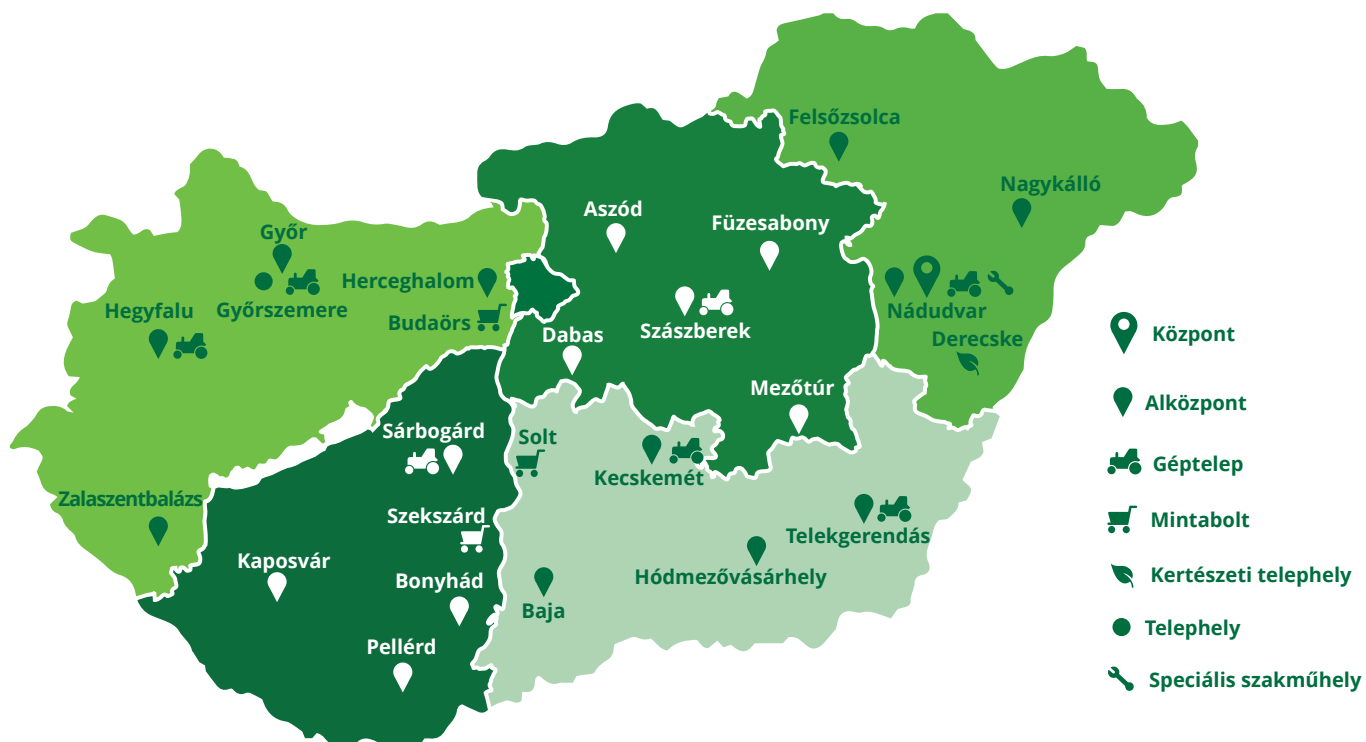 Felsőzsolca
Nagykálló
Aszód
Füzesabony
Győr
Herceghalom
Győrszemere
Hegyfalu
Budaörs
Nádudvar
Dabas
Szászberek
Derecske
Központ
Mezőtúr
Alközpont
Sárbogárd
Solt
Kecskemét
Géptelep
Zalaszentbalázs
Szekszárd
Mintabolt
Telekgerendás
Kaposvár
Bonyhád
Hódmezővásárhely
Kertészeti telephely
Baja
Telephely
Pellérd
Speciális szakműhely